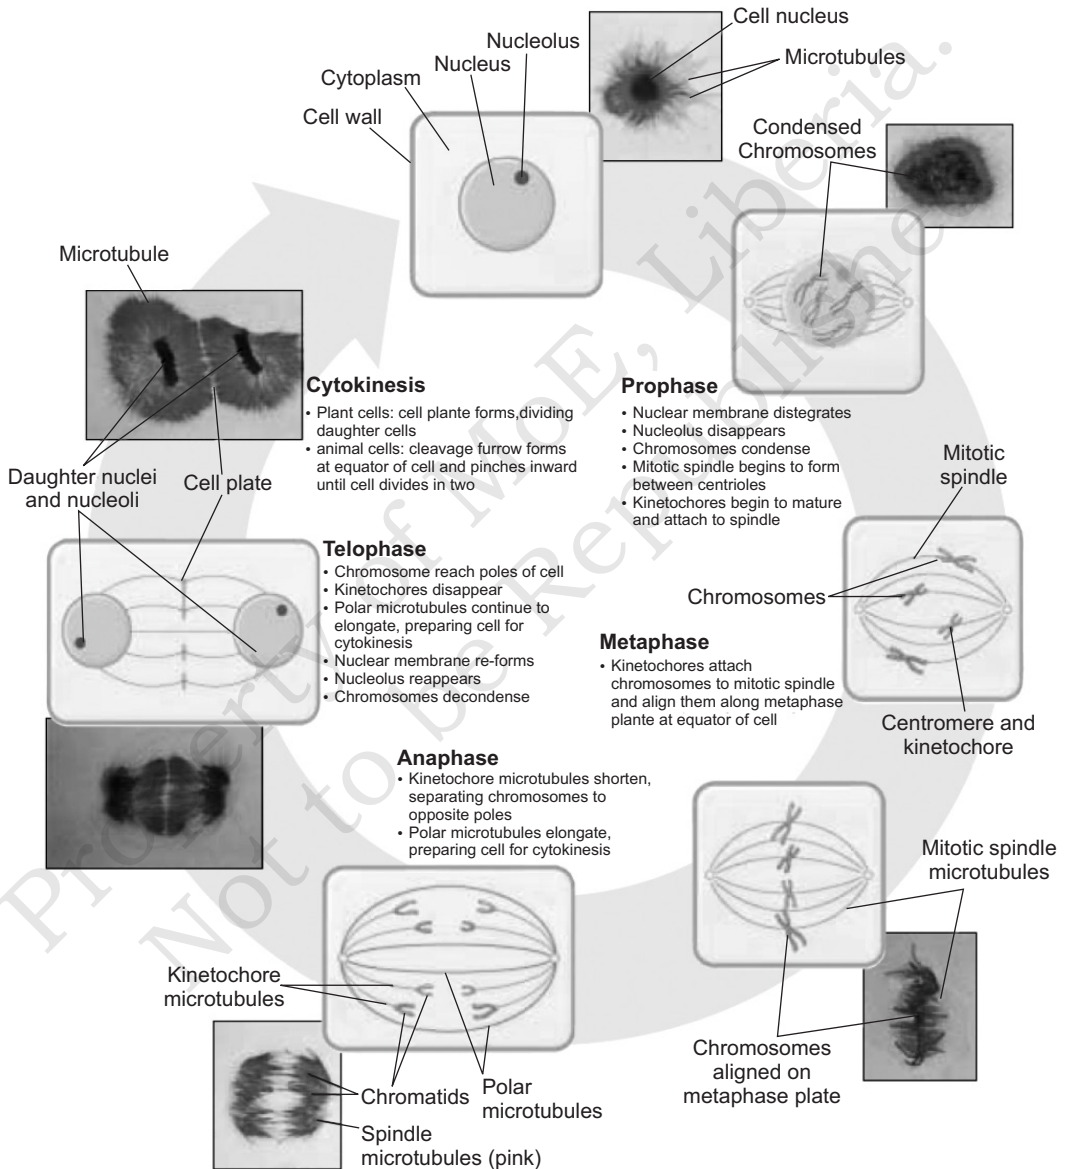 Cell nucleus
Nucleolus
Nucleus
Microtubules
Cytoplasm
Cell wall
Condensed
Chromosomes
Microtubule
Cytokinesis
• Plant cells: cell plante forms,dividing
daughter cells
• animal cells: cleavage furrow forms
at equator of cell and pinches inward
until cell divides in two
Prophase
• Nuclear membrane distegrates
• Nucleolus disappears
• Chromosomes condense
• Mitotic spindle begins to form
between centrioles
• Kinetochores begin to mature
and attach to spindle
Mitotic
spindle
Daughter nuclei
and nucleoli
Cell plate
Telophase
• Chromosome reach poles of cell
• Kinetochores disappear
• Polar microtubules continue to
elongate, preparing cell for
cytokinesis
• Nuclear membrane re-forms
• Nucleolus reappears
• Chromosomes decondense
Chromosomes
Metaphase
• Kinetochores attach
chromosomes to mitotic spindle
and align them along metaphase
plante at equator of cell
Centromere and
kinetochore
Anaphase
• Kinetochore microtubules shorten,
separating chromosomes to
opposite poles
• Polar microtubules elongate,
preparing cell for cytokinesis
Mitotic spindle
microtubules
Kinetochore
microtubules
Chromosomes
aligned on
metaphase plate
Chromatids
Polar
microtubules
Spindle
microtubules (pink)
Property of MoE, Liberia.
Not to be Republished